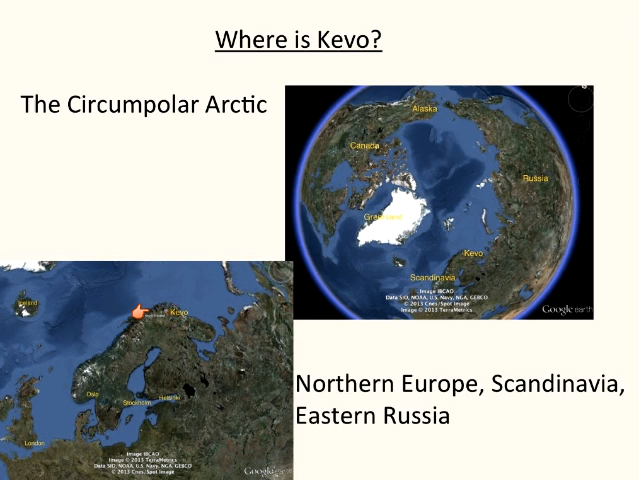 Where is Kevo?
The Circumpolar Arctic
Alaska
Canada
Russia
Greenland
Kevo
Scandinavia
Image IBCAO
Data SIO, NOAA, U.S. Navy, NGA, GEBCO
© 2013 Cnes/Spot Image
Image © 2013 TerraMetrics
Google earth
Iceland
Kevo
Oslo
Stockholm
Helsinki
London
Image IBCAO
Image © 2013 TerraMetrics
Data SIO, NOAA, U.S. Navy, NGA, GEBCO
© 2013 Cnes/Spot Image
Google
Northern Europe, Scandinavia,
Eastern Russia